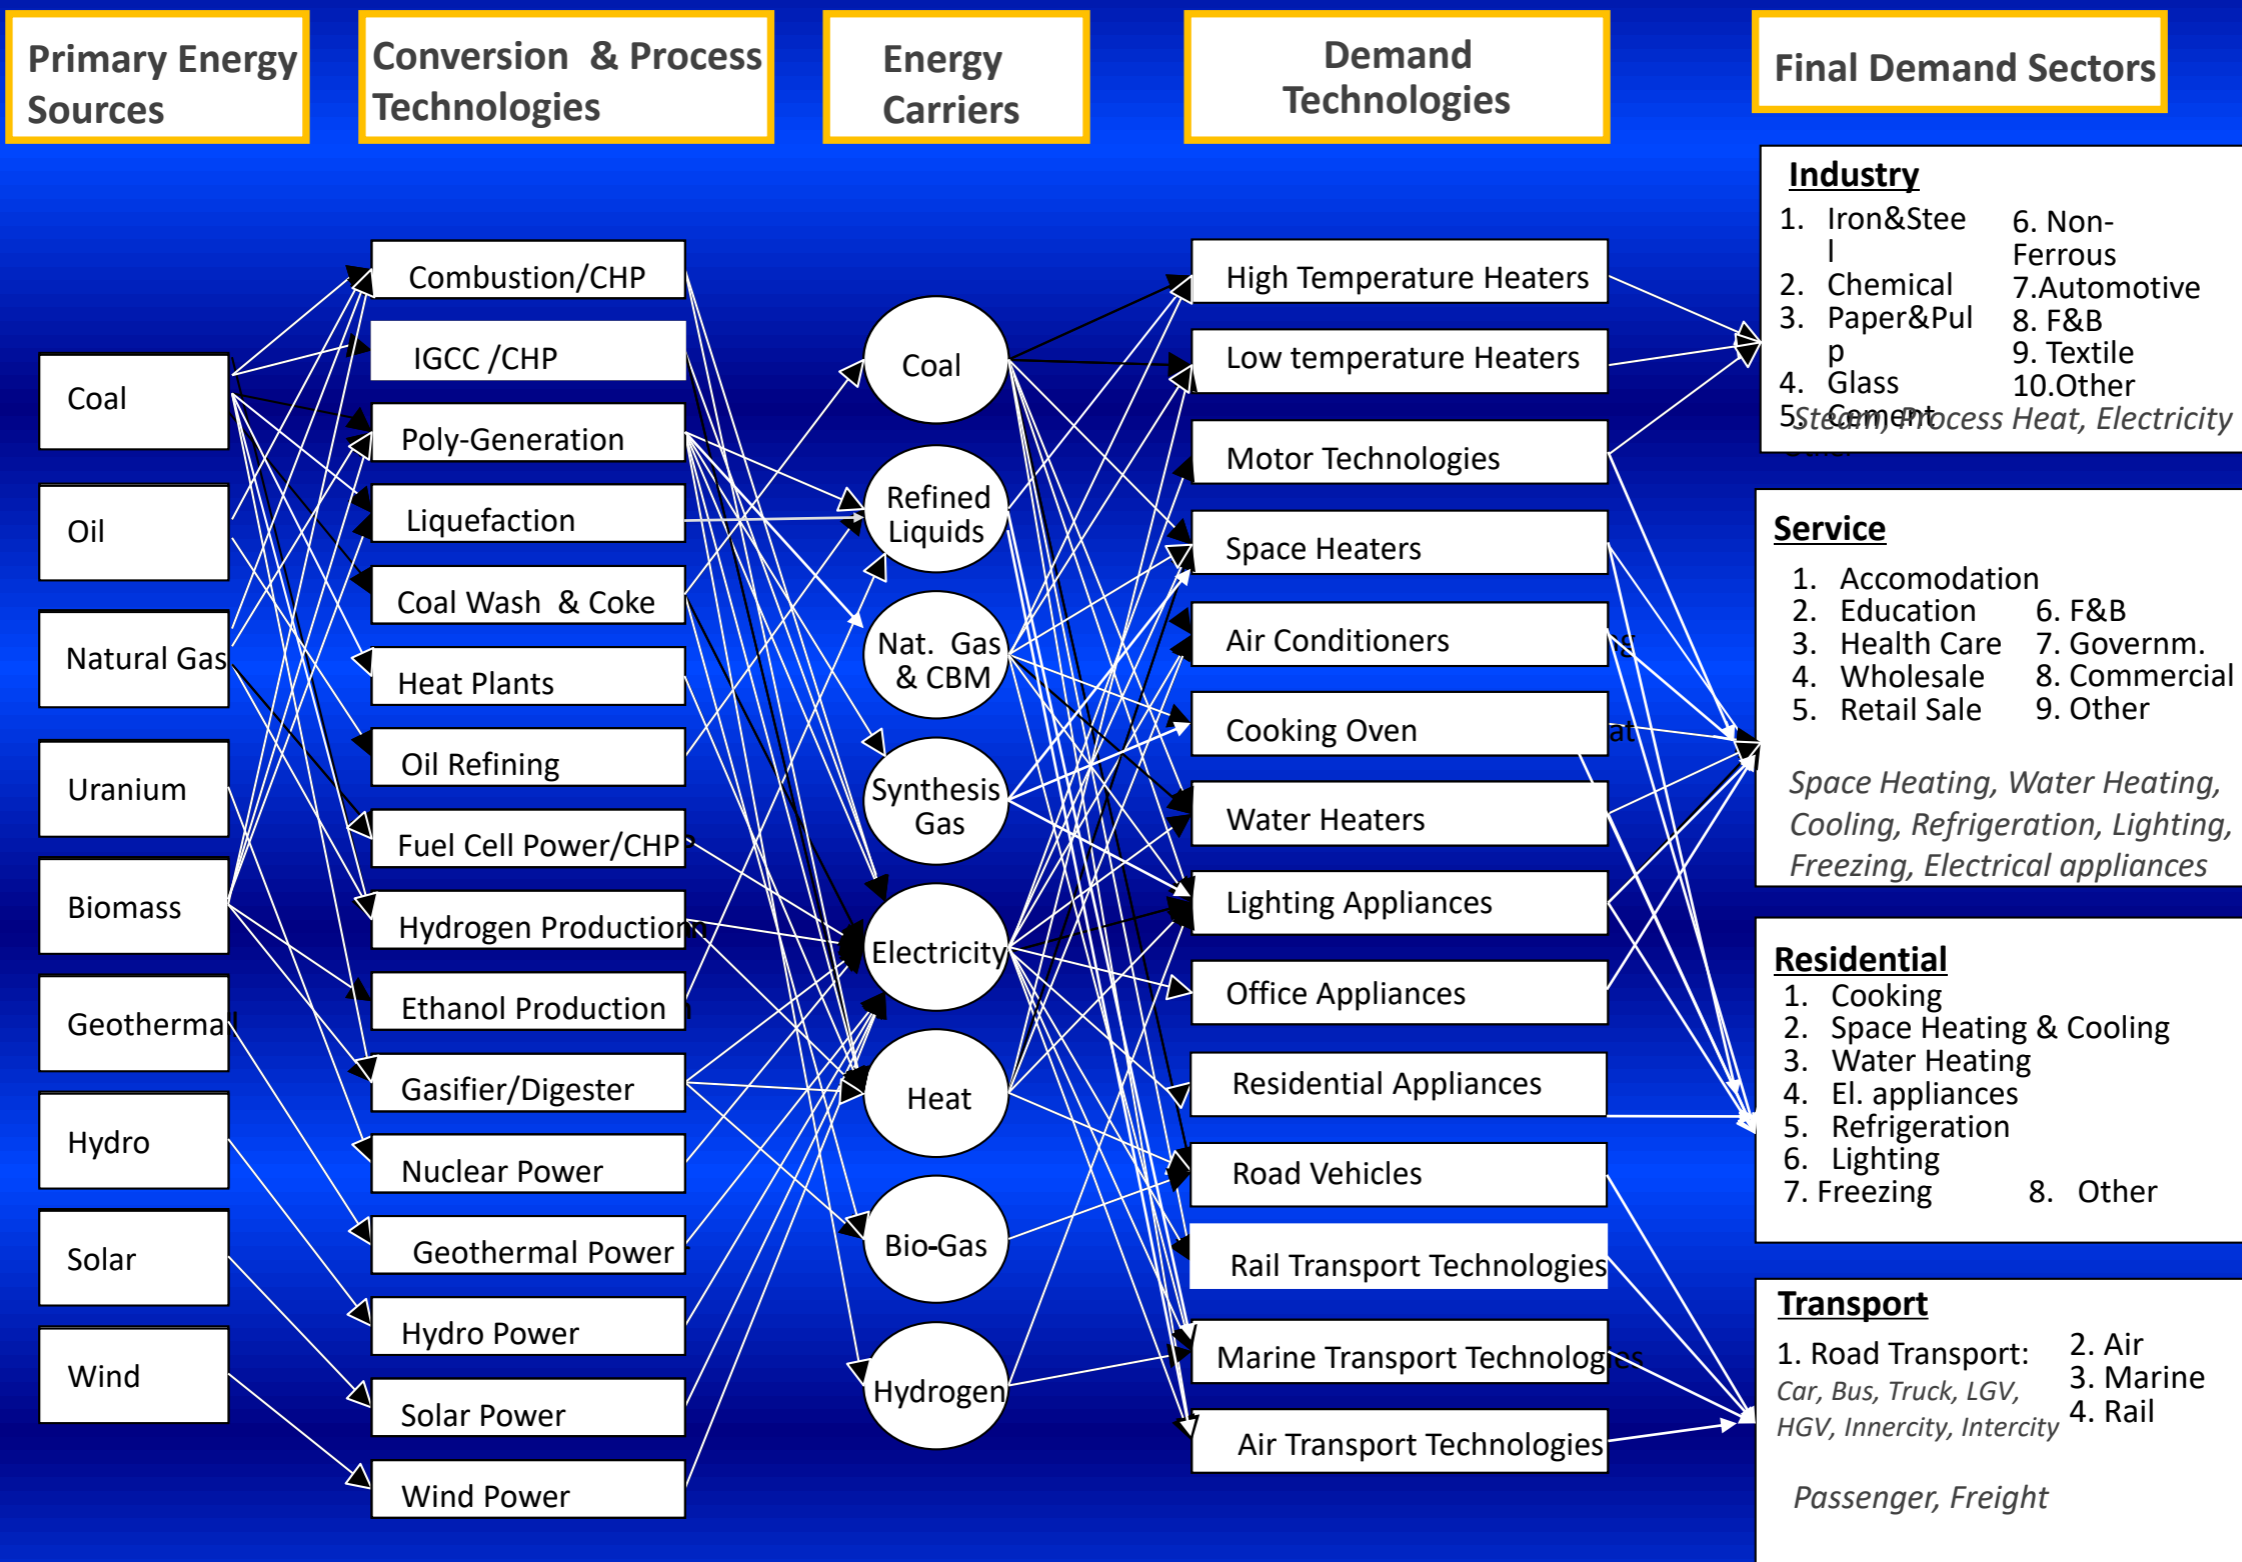 Primary Energy
Sources
Conversion & Process
Technologies
Energy
Carriers
Demand
Technologies
Final Demand Sectors
Coal
Oil
Natural Gas
Uranium
Biomass
Geothermal
Hydro
Solar
Wind
Combustion/CHP
IGCC /CHP
Poly-Generation
Liquefaction
Coal Wash & Coke
Heat Plants
Oil Refining
Fuel Cell Power/CHP
Hydrogen Production
Ethanol Production
Gasifier/Digester
Nuclear Power
Geothermal Power
Hydro Power
Solar Power
Wind Power
Coal
Refined
Liquids
Nat. Gas
& CBM
Synthesis
Gas
Electricity
Heat
Bio-Gas
Hydrogen
High Temperature Heaters
Low temperature Heaters
Motor Technologies
Space Heaters
Air Conditioners
Cooking Oven
Water Heaters
Lighting Appliances
Office Appliances
Residential Appliances
Road Vehicles
Rail Transport Technologies
Marine Transport Technologies
Air Transport Technologies
Industry
1. Iron&Stee
l
2. Chemical
3. Paper&Pul
p
4. Glass
5. Cement
6. Non-
Ferrous
7.Automotive
8. F&B
9. Textile
10.Other
Steam, Process Heat, Electricity
Service
1. Accomodation
2. Education
3. Health Care
4. Wholesale
5. Retail Sale
6. F&B
7. Governm.
8. Commercial
9. Other
Space Heating, Water Heating,
Cooling, Refrigeration, Lighting,
Freezing, Electrical appliances
Residential
1. Cooking
2. Space Heating & Cooling
3. Water Heating
4. El. appliances
5. Refrigeration
6. Lighting
7. Freezing 8. Other
Transport
1. Road Transport:
Car, Bus, Truck, LGV,
HGV, Innercity, Intercity
2. Air
3. Marine
4. Rail
Passenger, Freight